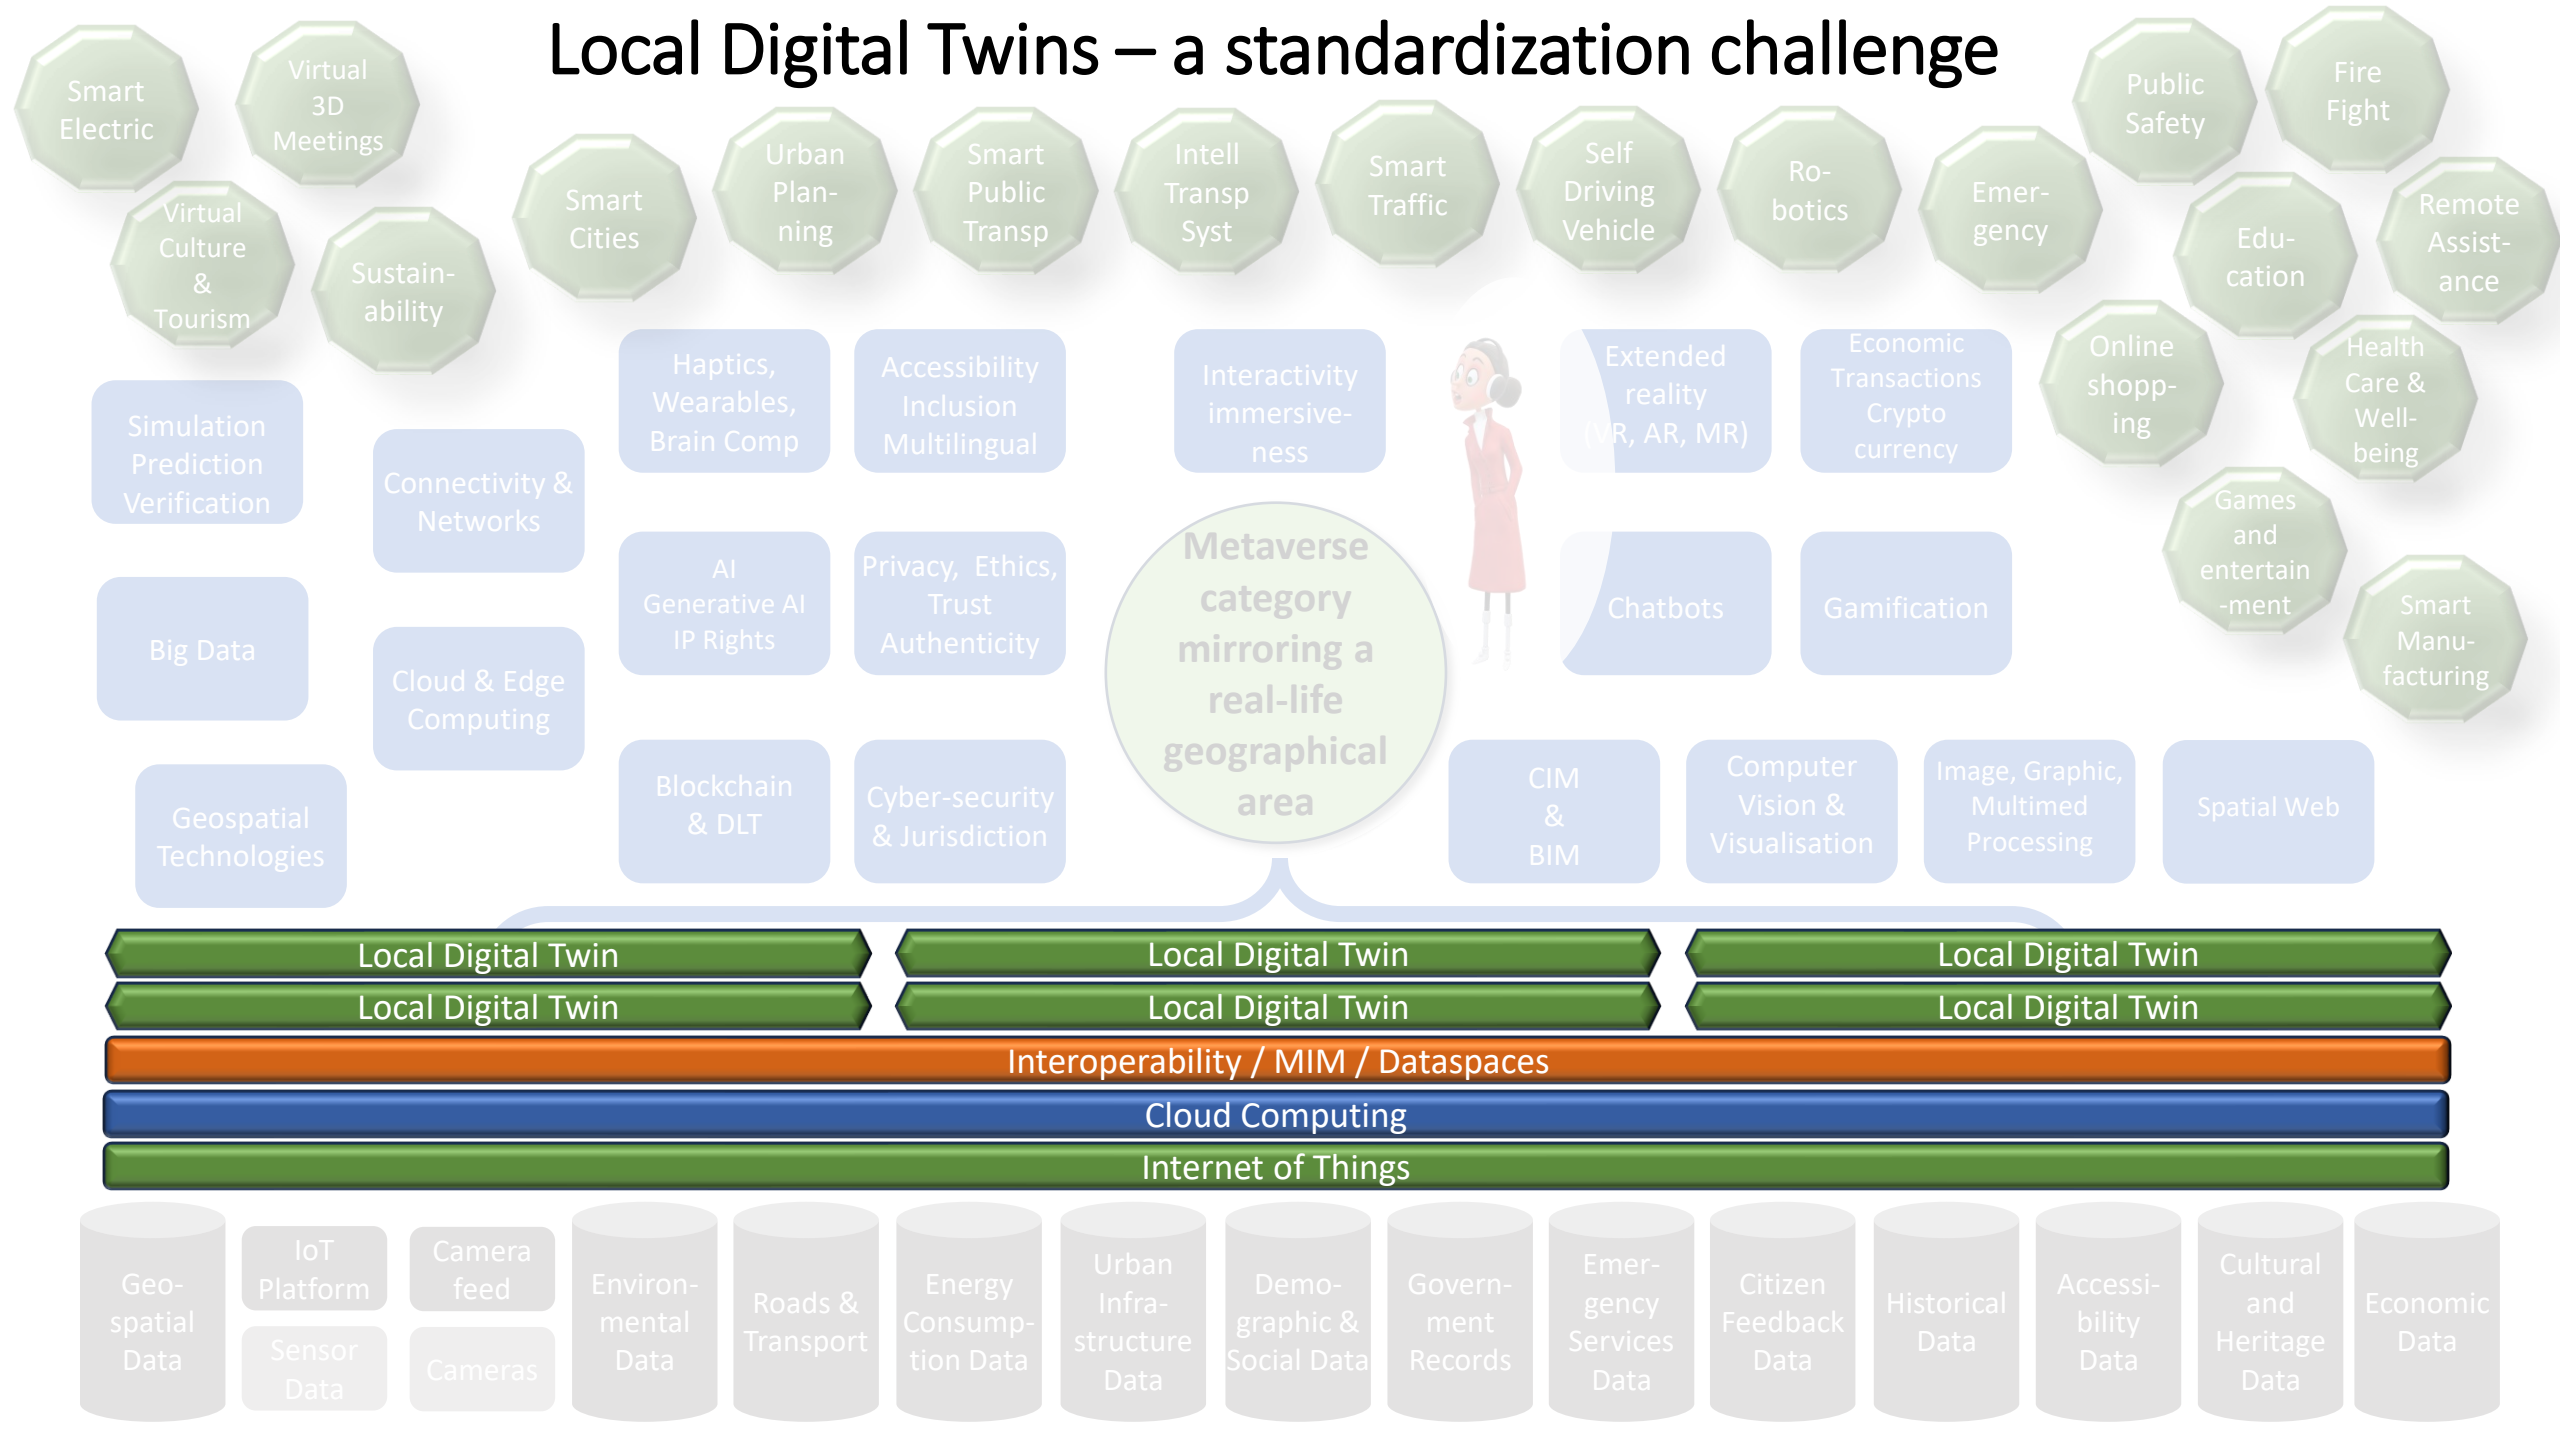 Local Digital Twins – a standardization challenge
Smart
Electric
Virtual
3D
Meetings
Virtual
Culture
&
Tourism
Sustain-
ability
Smart
Cities
Urban
Plan-
ning
Smart
Public
Transp
Intell
Transp
Syst
Smart
Traffic
Self
Driving
Vehicle
Ro-
botics
Emer-
gency
Public
Safety
Fire
Fight
Edu-
cation
Remote
Assist-
ance
Online
shopp-
ing
Health
Care &
Well-
being
Games
and
entertain
-ment
Smart
Manu-
facturing
Simulation
Prediction
Verification
Connectivity &
Networks
Haptics,
Wearables,
Brain Comp
Accessibility
Inclusion
Multilingual
Interactivity
immersive-
ness
Extended
reality
(VR, AR, MR)
Economic
Transactions
Crypto
currency
Big Data
Cloud & Edge
Computing
AI
Generative AI
IP Rights
Privacy, Ethics,
Trust
Authenticity
Metaverse
category
mirroring a
real-life
geographical
area
Chatbots
Gamification
Geospatial
Technologies
Blockchain
& DLT
Cyber-security
& Jurisdiction
CIM
&
BIM
Computer
Vision &
Visualisation
Image, Graphic,
Multimed
Processing
Spatial Web
Local Digital Twin
Local Digital Twin
Local Digital Twin
Local Digital Twin
Local Digital Twin
Local Digital Twin
Interoperability / MIM / Dataspaces
Cloud Computing
Internet of Things
Geo-
spatial
Data
IoT
Platform
Sensor
Data
Camera
feed
Cameras
Environ-
mental
Data
Roads &
Transport
Energy
Consump-
tion Data
Urban
Infra-
structure
Data
Demo-
graphic &
Social Data
Govern-
ment
Records
Emer-
gency
Services
Data
Citizen
Feedback
Data
Historical
Data
Accessi-
bility
Data
Cultural
and
Heritage
Data
Economic
Data